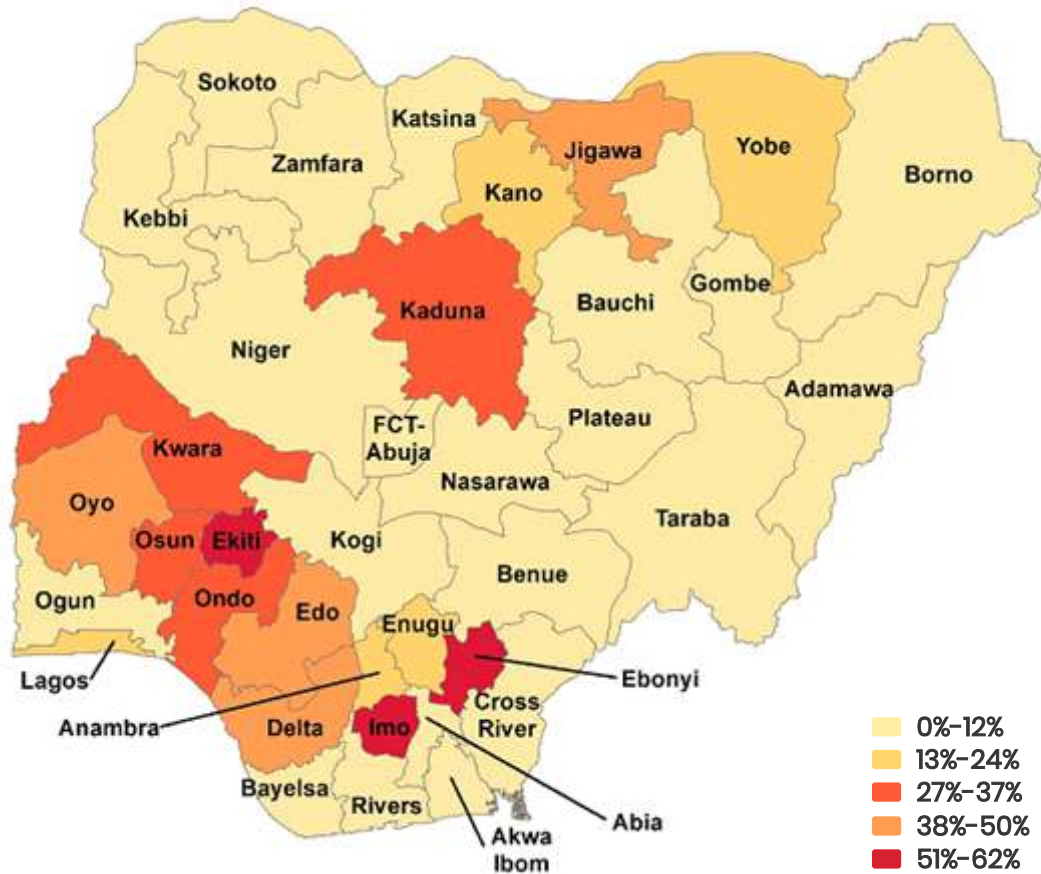 Sokoto
Katsina
Zamfara
Jigawa
Yobe
Borno
Kano
Kebbi
Gombe
Bauchi
Kaduna
Niger
Adamawa
Plateau
FCT-
Abuja
Kwara
Nasarawa
Oyo
Taraba
Osun
Ekiti
Kogi
Benue
Ogun
Ondo
Edo
Enugu
Lagos
Ebonyi
Anambra
Delta
Imo
Cross
River
Bayelsa
Rivers
Abia
Akwa
Ibom
0%-12%
13%-24%
27%-37%
38%-50%
51%-62%